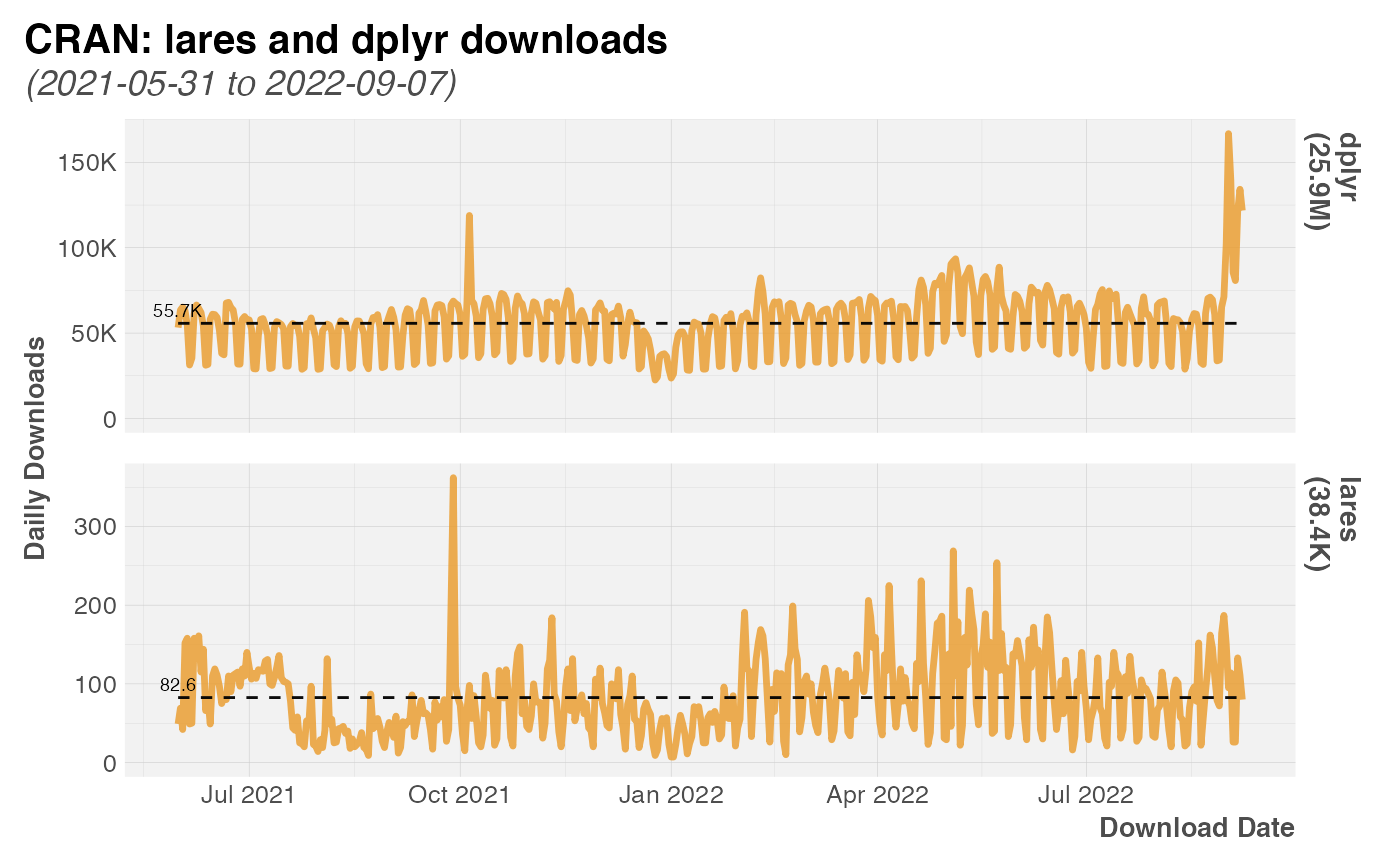 CRAN: lares and dplyr downloads
(2021-05-31 to 2022-09-07)
Dailly Downloads
150K
100K
50K
0
55.7K
dplyr
(25.9M)
300
200
100
0
82.6
lares
(38.4K)
Jul 2021
Oct 2021
Jan 2022
Apr 2022
Jul 2022
Download Date